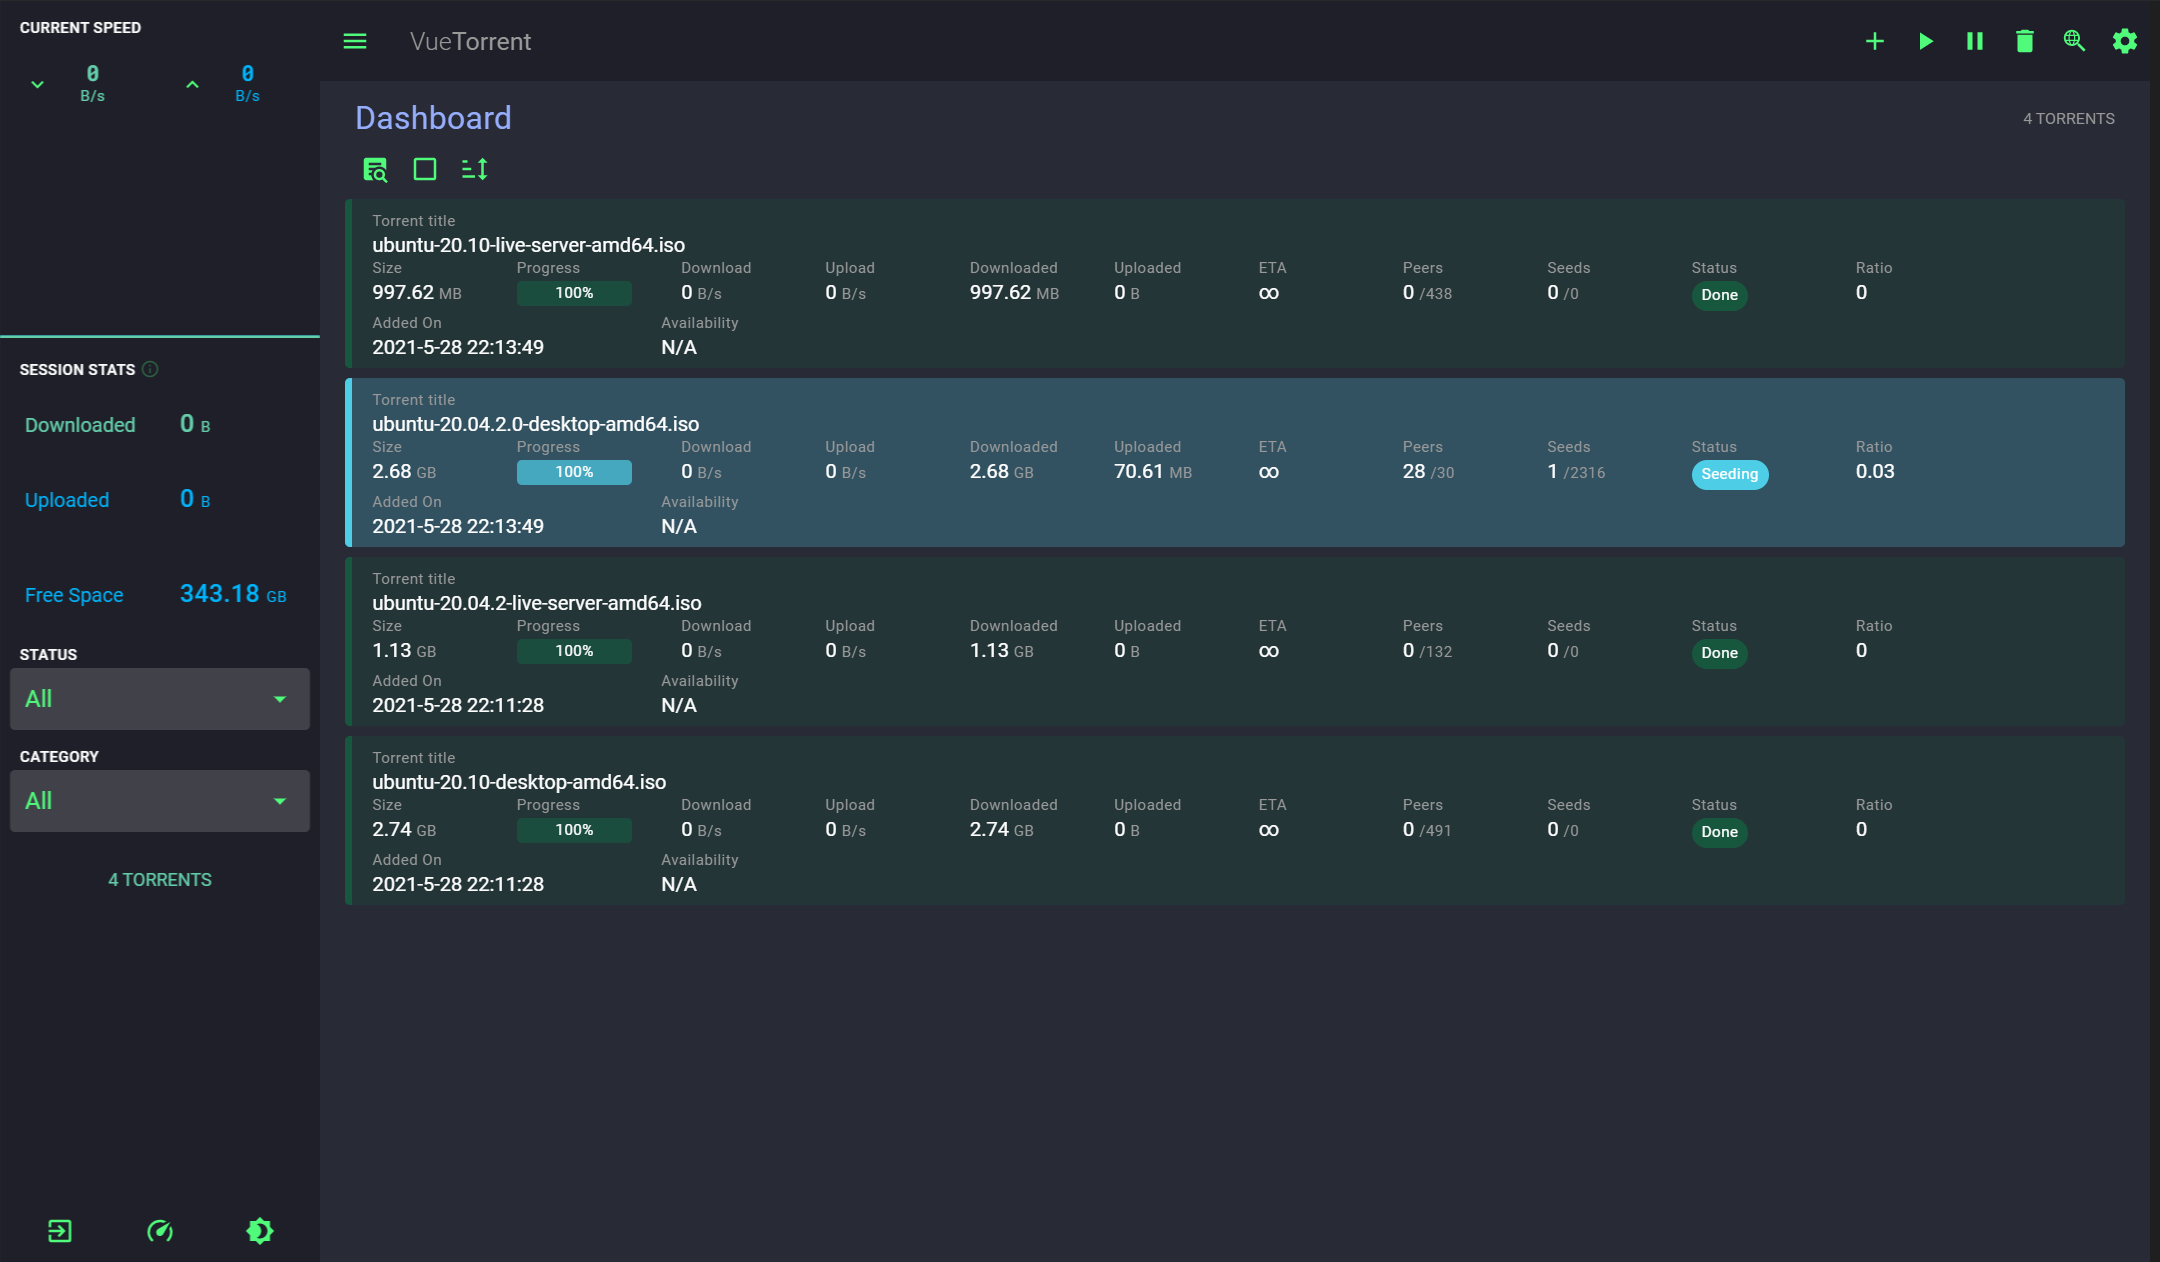 CURRENT SPEED
0 B/s 0 B/s
SESSION STATS
Downloaded 0 B
Uploaded 0 B
Free Space 343.18 GB
STATUS
All
CATEGORY
All
4 TORRENTS
VueTorrent
Dashboard 4 TORRENTS
Torrent title
ubuntu-20.10-live-server-amd64.iso
Size Progress Download Upload Downloaded Uploaded ETA Peers Seeds Status Ratio
997.62 MB 100% 0 B/s 0 B/s 997.62 MB 0 B ∞ 0 /438 0 /0 Done 0
Added On Availability
2021-5-28 22:13:49 N/A
Torrent title
ubuntu-20.04.2.0-desktop-amd64.iso
Size Progress Download Upload Downloaded Uploaded ETA Peers Seeds Status Ratio
2.68 GB 100% 0 B/s 0 B/s 2.68 GB 70.61 MB ∞ 28 /30 1 /2316 Seeding 0.03
Added On Availability
2021-5-28 22:13:49 N/A
Torrent title
ubuntu-20.04.2-live-server-amd64.iso
Size Progress Download Upload Downloaded Uploaded ETA Peers Seeds Status Ratio
1.13 GB 100% 0 B/s 0 B/s 1.13 GB 0 B ∞ 0 /132 0 /0 Done 0
Added On Availability
2021-5-28 22:11:28 N/A
Torrent title
ubuntu-20.10-desktop-amd64.iso
Size Progress Download Upload Downloaded Uploaded ETA Peers Seeds Status Ratio
2.74 GB 100% 0 B/s 0 B/s 2.74 GB 0 B ∞ 0 /491 0 /0 Done 0
Added On Availability
2021-5-28 22:11:28 N/A